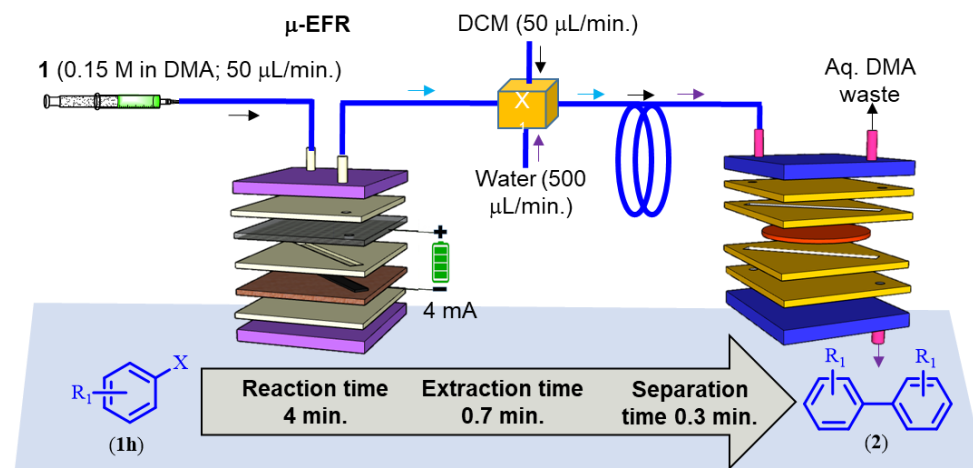 μ-EFR
DCM (50 μL/min.)
1 (0.15 M in DMA; 50 μL/min.)
Aq. DMA
waste
X
1
Water (500
μL/min.)
+
−
4 mA
R1
X
(1h)
Reaction time
4 min.
Extraction time
0.7 min.
Separation
time 0.3 min.
R1
R1
(2)